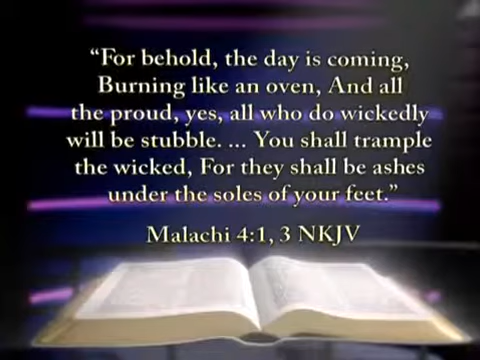 “For behold, the day is coming,
Burning like an oven, And all
the proud, yes, all who do wickedly
will be stubble. ... You shall trample
the wicked, For they shall be ashes
under the soles of your feet.”
Malachi 4:1, 3 NKJV